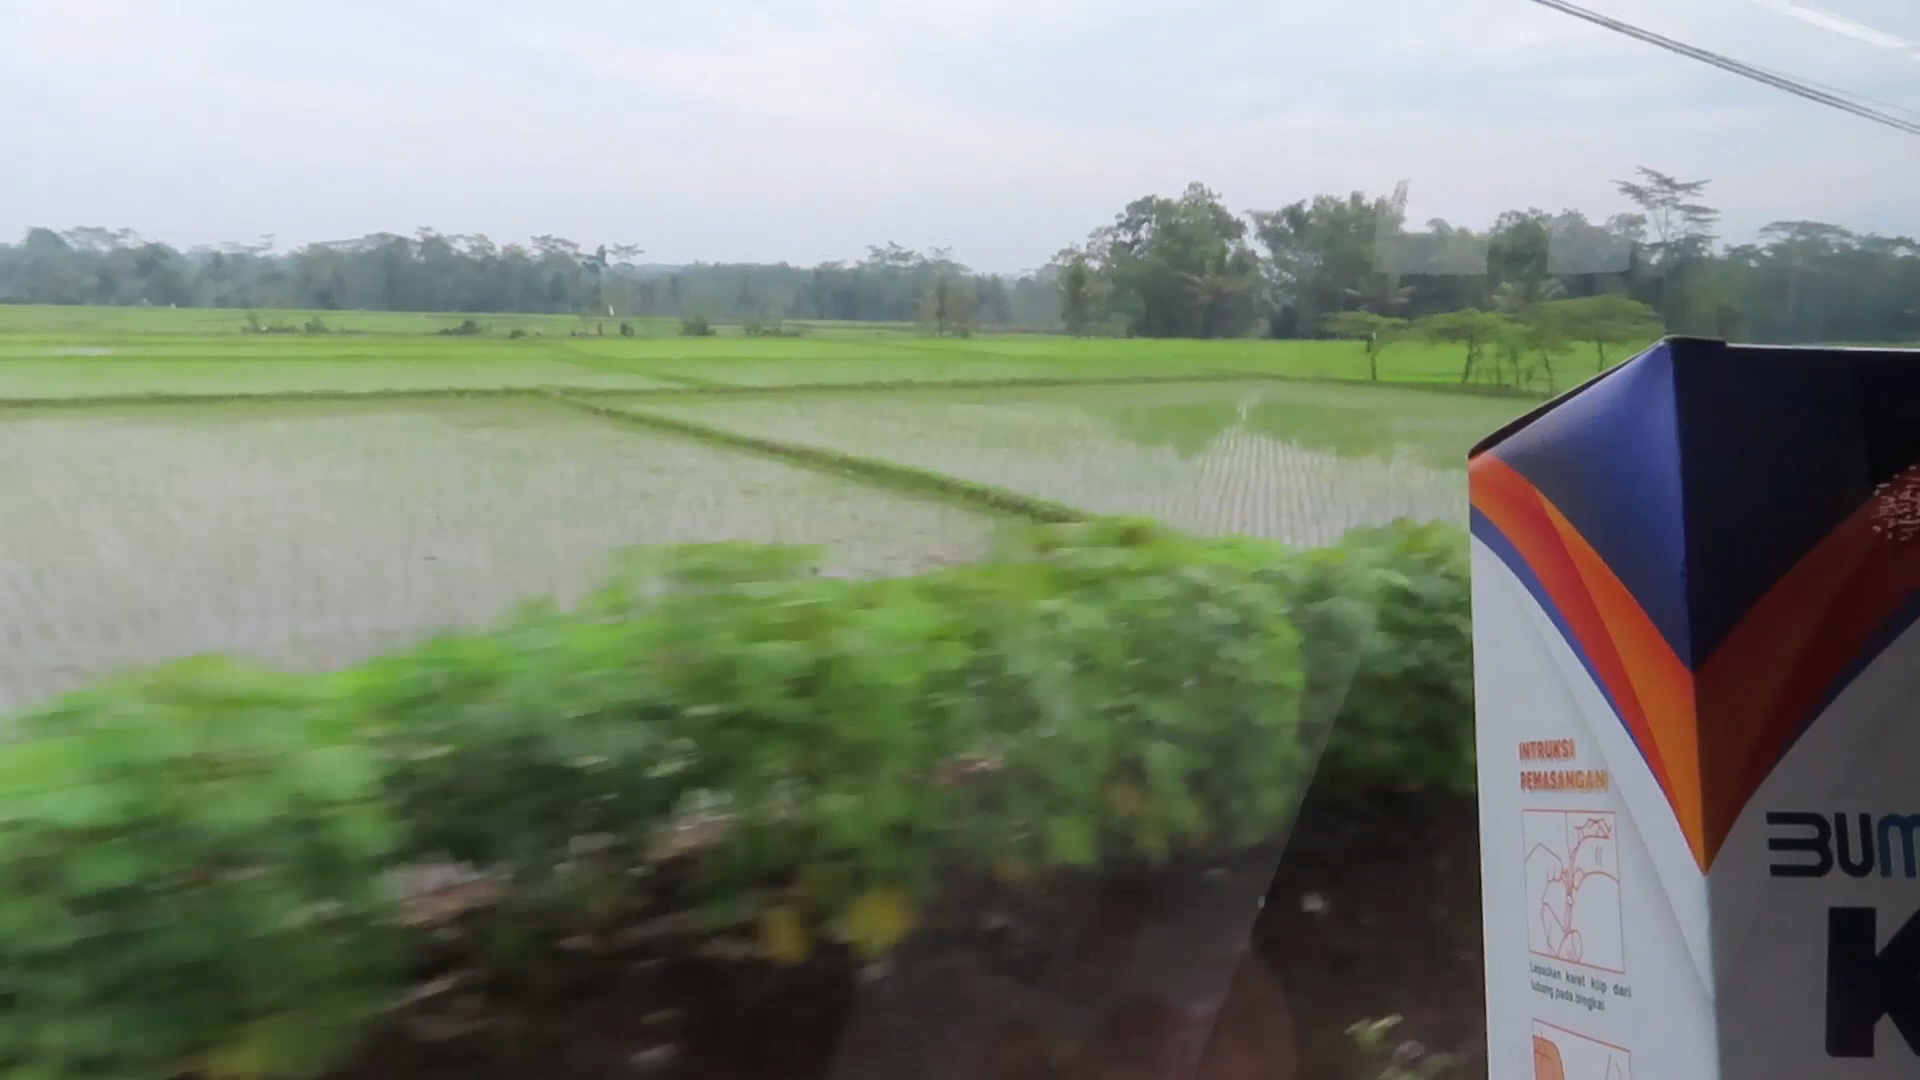 INTRUKSI
PEMASANGAN
Lepaskan karet klip dari
lubang pada bingkai
BUM
K